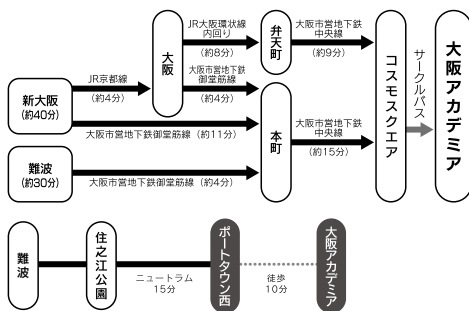 JR大阪環状線
内回り
(約8分)
大阪市営地下鉄
中央線
(約9分)
大阪
弁天町
JR京都線
(約4分)
大阪市営地下鉄
御堂筋線
(約4分)
新大阪
(約40分)
大阪市営地下鉄御堂筋線(約11分)
本町
大阪市営地下鉄
中央線
(約15分)
コスモスクエア
サークルバス
大阪アカデミア
難波
(約30分)
大阪市営地下鉄御堂筋線(約4分)
難波
住之江公園
ニュートラム
15分
ポートタウン西
徒歩
10分
大阪アカデミア